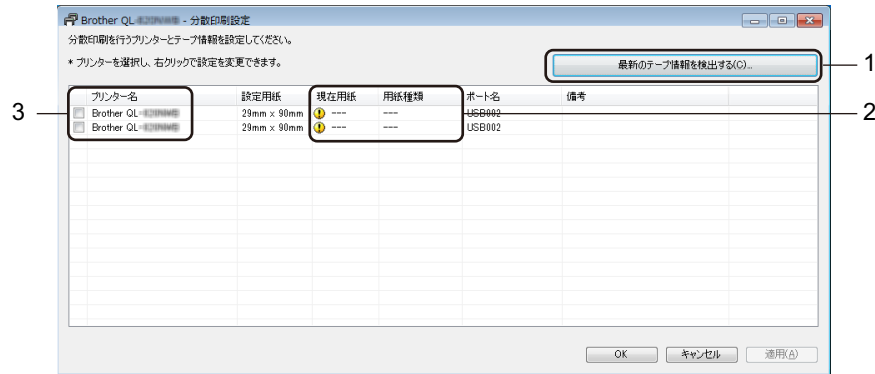 Brother QL - 分散印刷設定
分散印刷を行うプリンターとテープ情報を設定してください。
* プリンターを選択し、右クリックで設定を変更できます。
最新のテープ情報を検出する(C)...
1
プリンター名 設定用紙 現在用紙 用紙種類 ポート名 備考
3
Brother QL- 29mm x 90mm --- --- USB002
2
Brother QL- 29mm x 90mm --- --- USB002
OK キャンセル 適用(A)